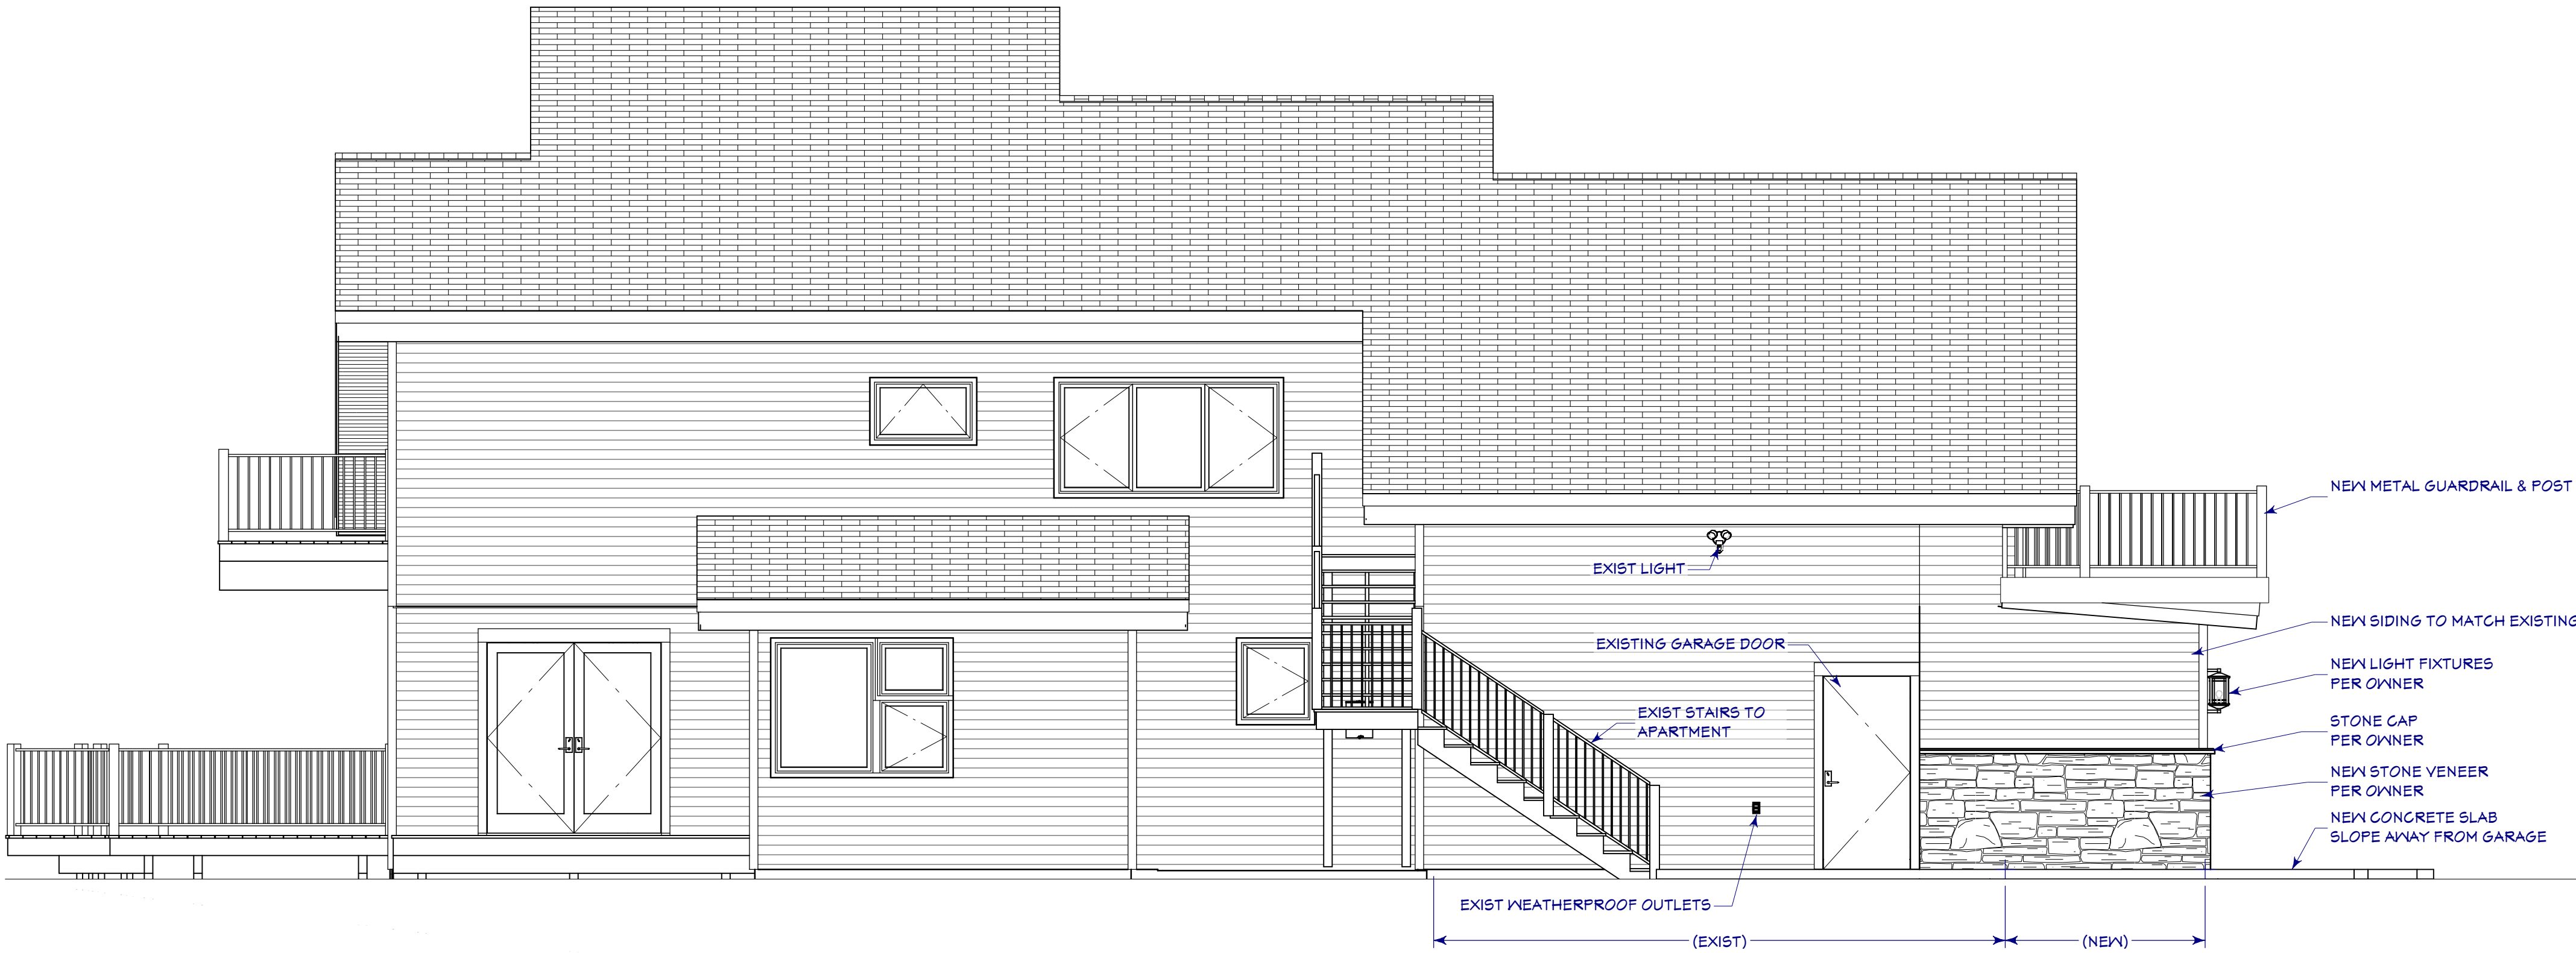 NEW METAL GUARDRAIL & POST
EXIST LIGHT
NEW SIDING TO MATCH EXISTING
EXISTING GARAGE DOOR
NEW LIGHT FIXTURES
PER OWNER
EXIST STAIRS TO
APARTMENT
STONE CAP
PER OWNER
NEW STONE VENEER
PER OWNER
NEW CONCRETE SLAB
SLOPE AWAY FROM GARAGE
EXIST WEATHERPROOF OUTLETS
(EXIST)
(NEW)